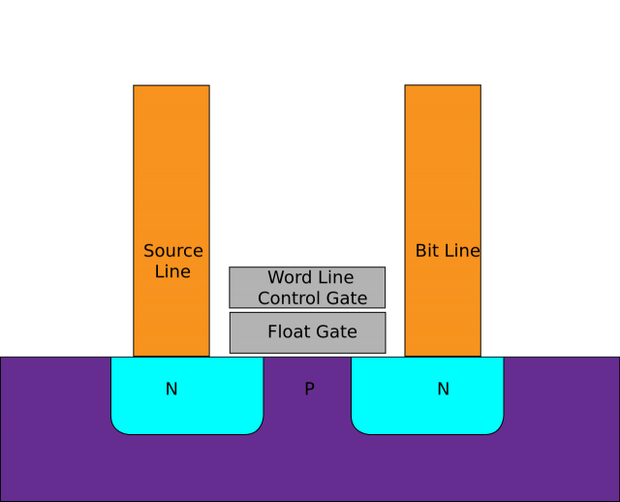 Source
Line
Bit Line
Word Line
Control Gate
Float Gate
N
P
N